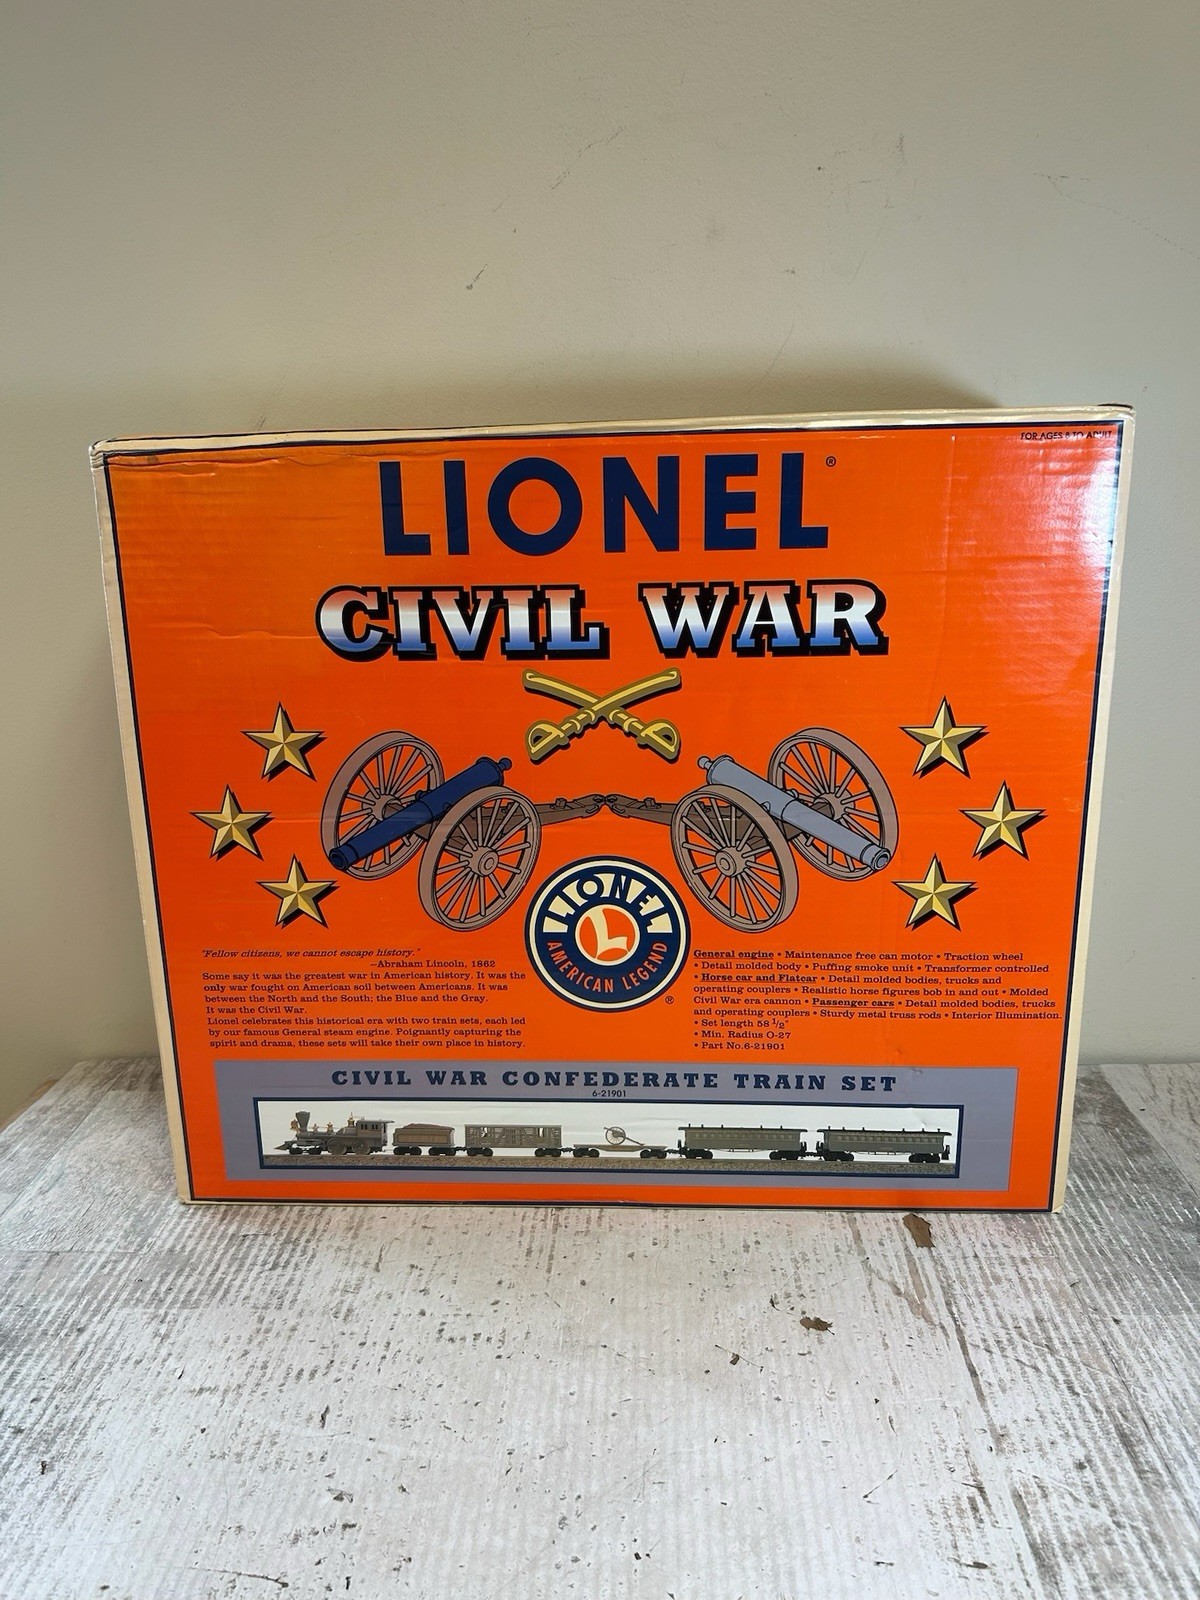 FOR AGES 8 TO ADULT
LIONEL®
CIVIL WAR
LIONEL
L
AMERICAN LEGEND
®
"Fellow citizens, we cannot escape history."
—Abraham Lincoln, 1862
Some say it was the greatest war in American history. It was the
only war fought on American soil between Americans. It was
between the North and the South; the Blue and the Gray.
It was the Civil War.
Lionel celebrates this historical era with two train sets, each led
by our famous General steam engine. Poignantly capturing the
spirit and drama, these sets will take their own place in history.
General engine • Maintenance free can motor • Traction wheel
• Detail molded body • Puffing smoke unit • Transformer controlled
• Horse car and Flatcar • Detail molded bodies, trucks and
operating couplers • Realistic horse figures bob in and out • Molded
Civil War era cannon • Passenger cars • Detail molded bodies, trucks
and operating couplers • Sturdy metal truss rods • Interior Illumination.
• Set length 58 1/2"
• Min. Radius O-27
• Part No.6-21901
CIVIL WAR CONFEDERATE TRAIN SET
6-21901